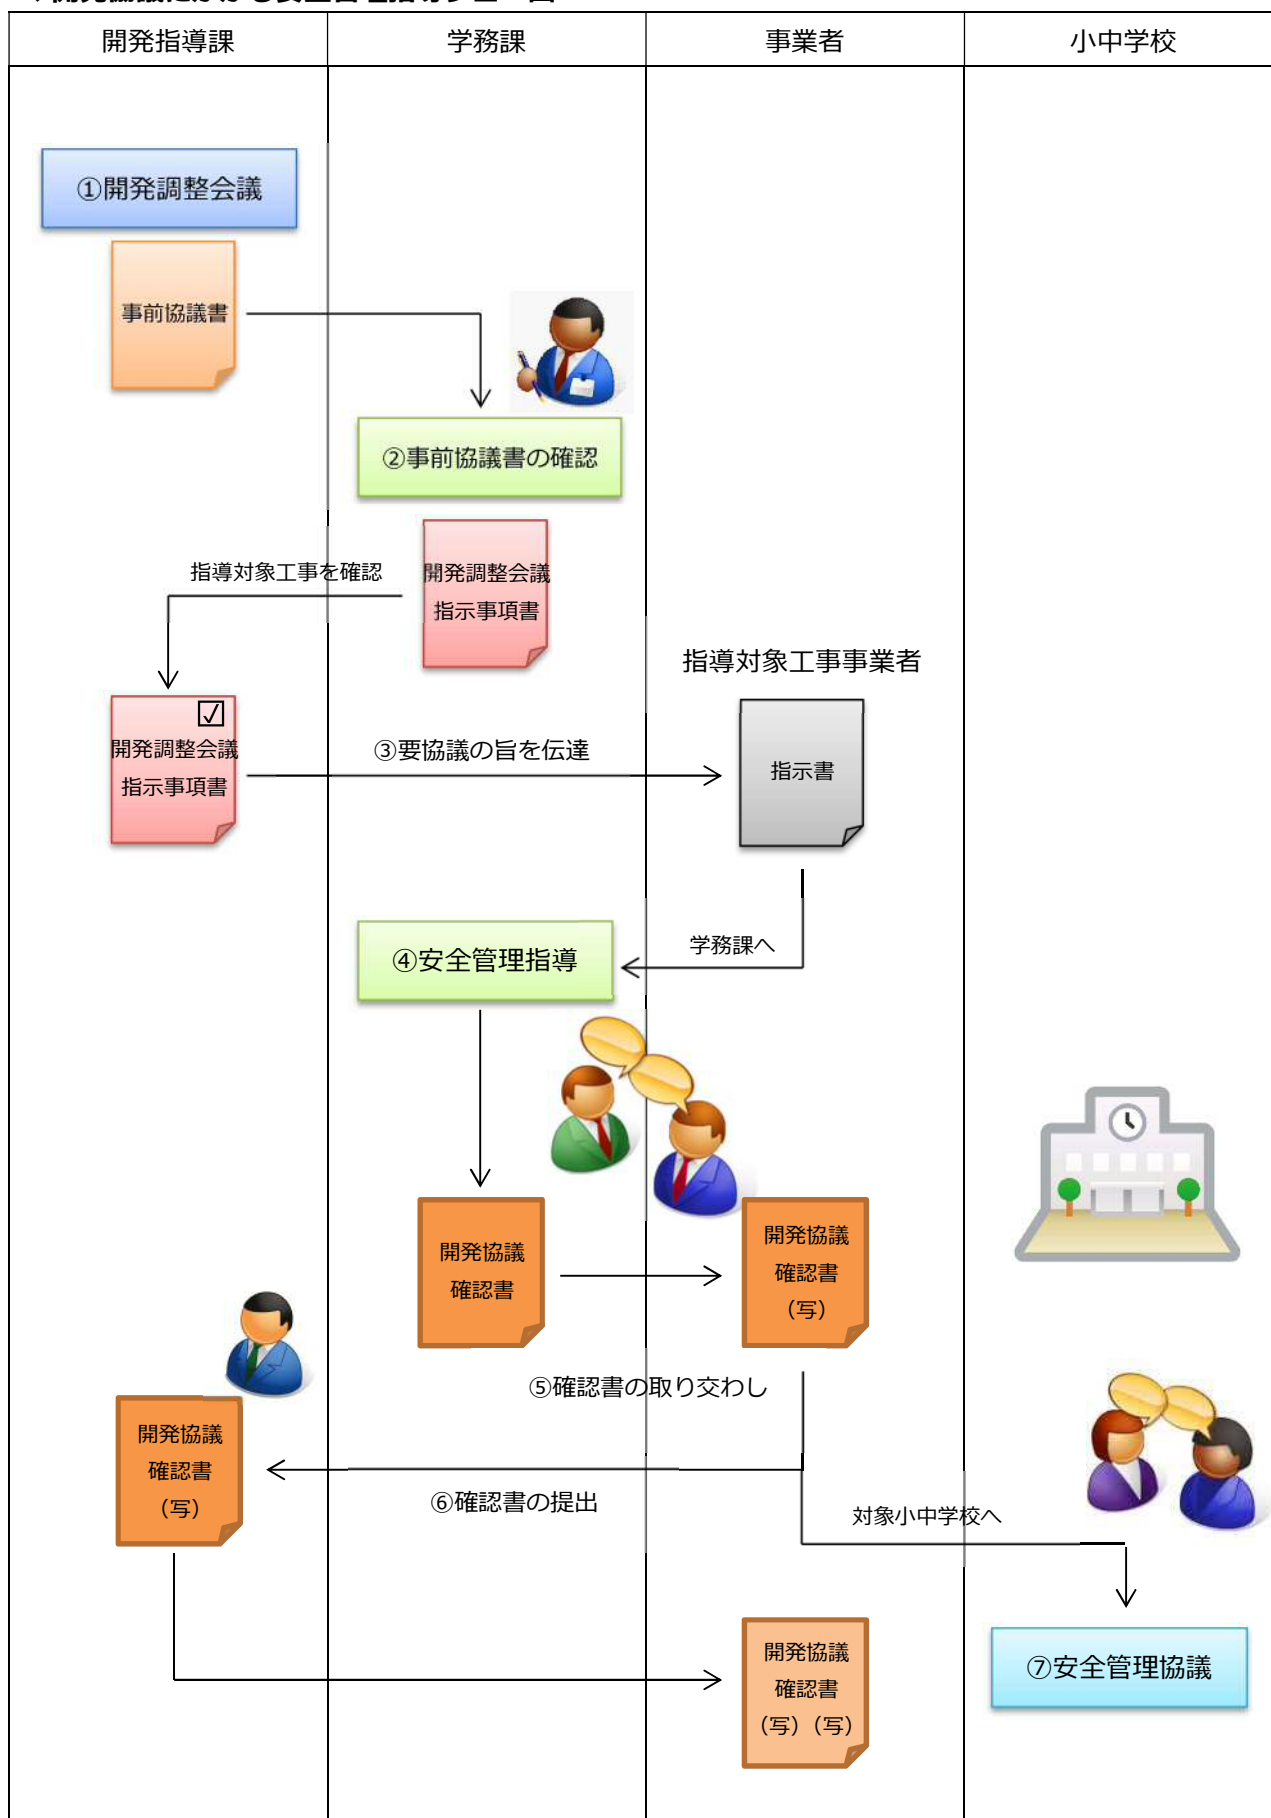 開発指導課
学務課
事業者
小中学校
①開発調整会議
事前協議書
②事前協議書の確認
指導対象工事を確認
開発調整会議
指示事項書
指導対象工事事業者
開発調整会議
指示事項書
③要協議の旨を伝達
指示書
④安全管理指導
学務課へ
開発協議
確認書
開発協議
確認書
(写)
⑤確認書の取り交わし
開発協議
確認書
(写)
⑥確認書の提出
対象小中学校へ
開発協議
確認書
(写)(写)
⑦安全管理協議